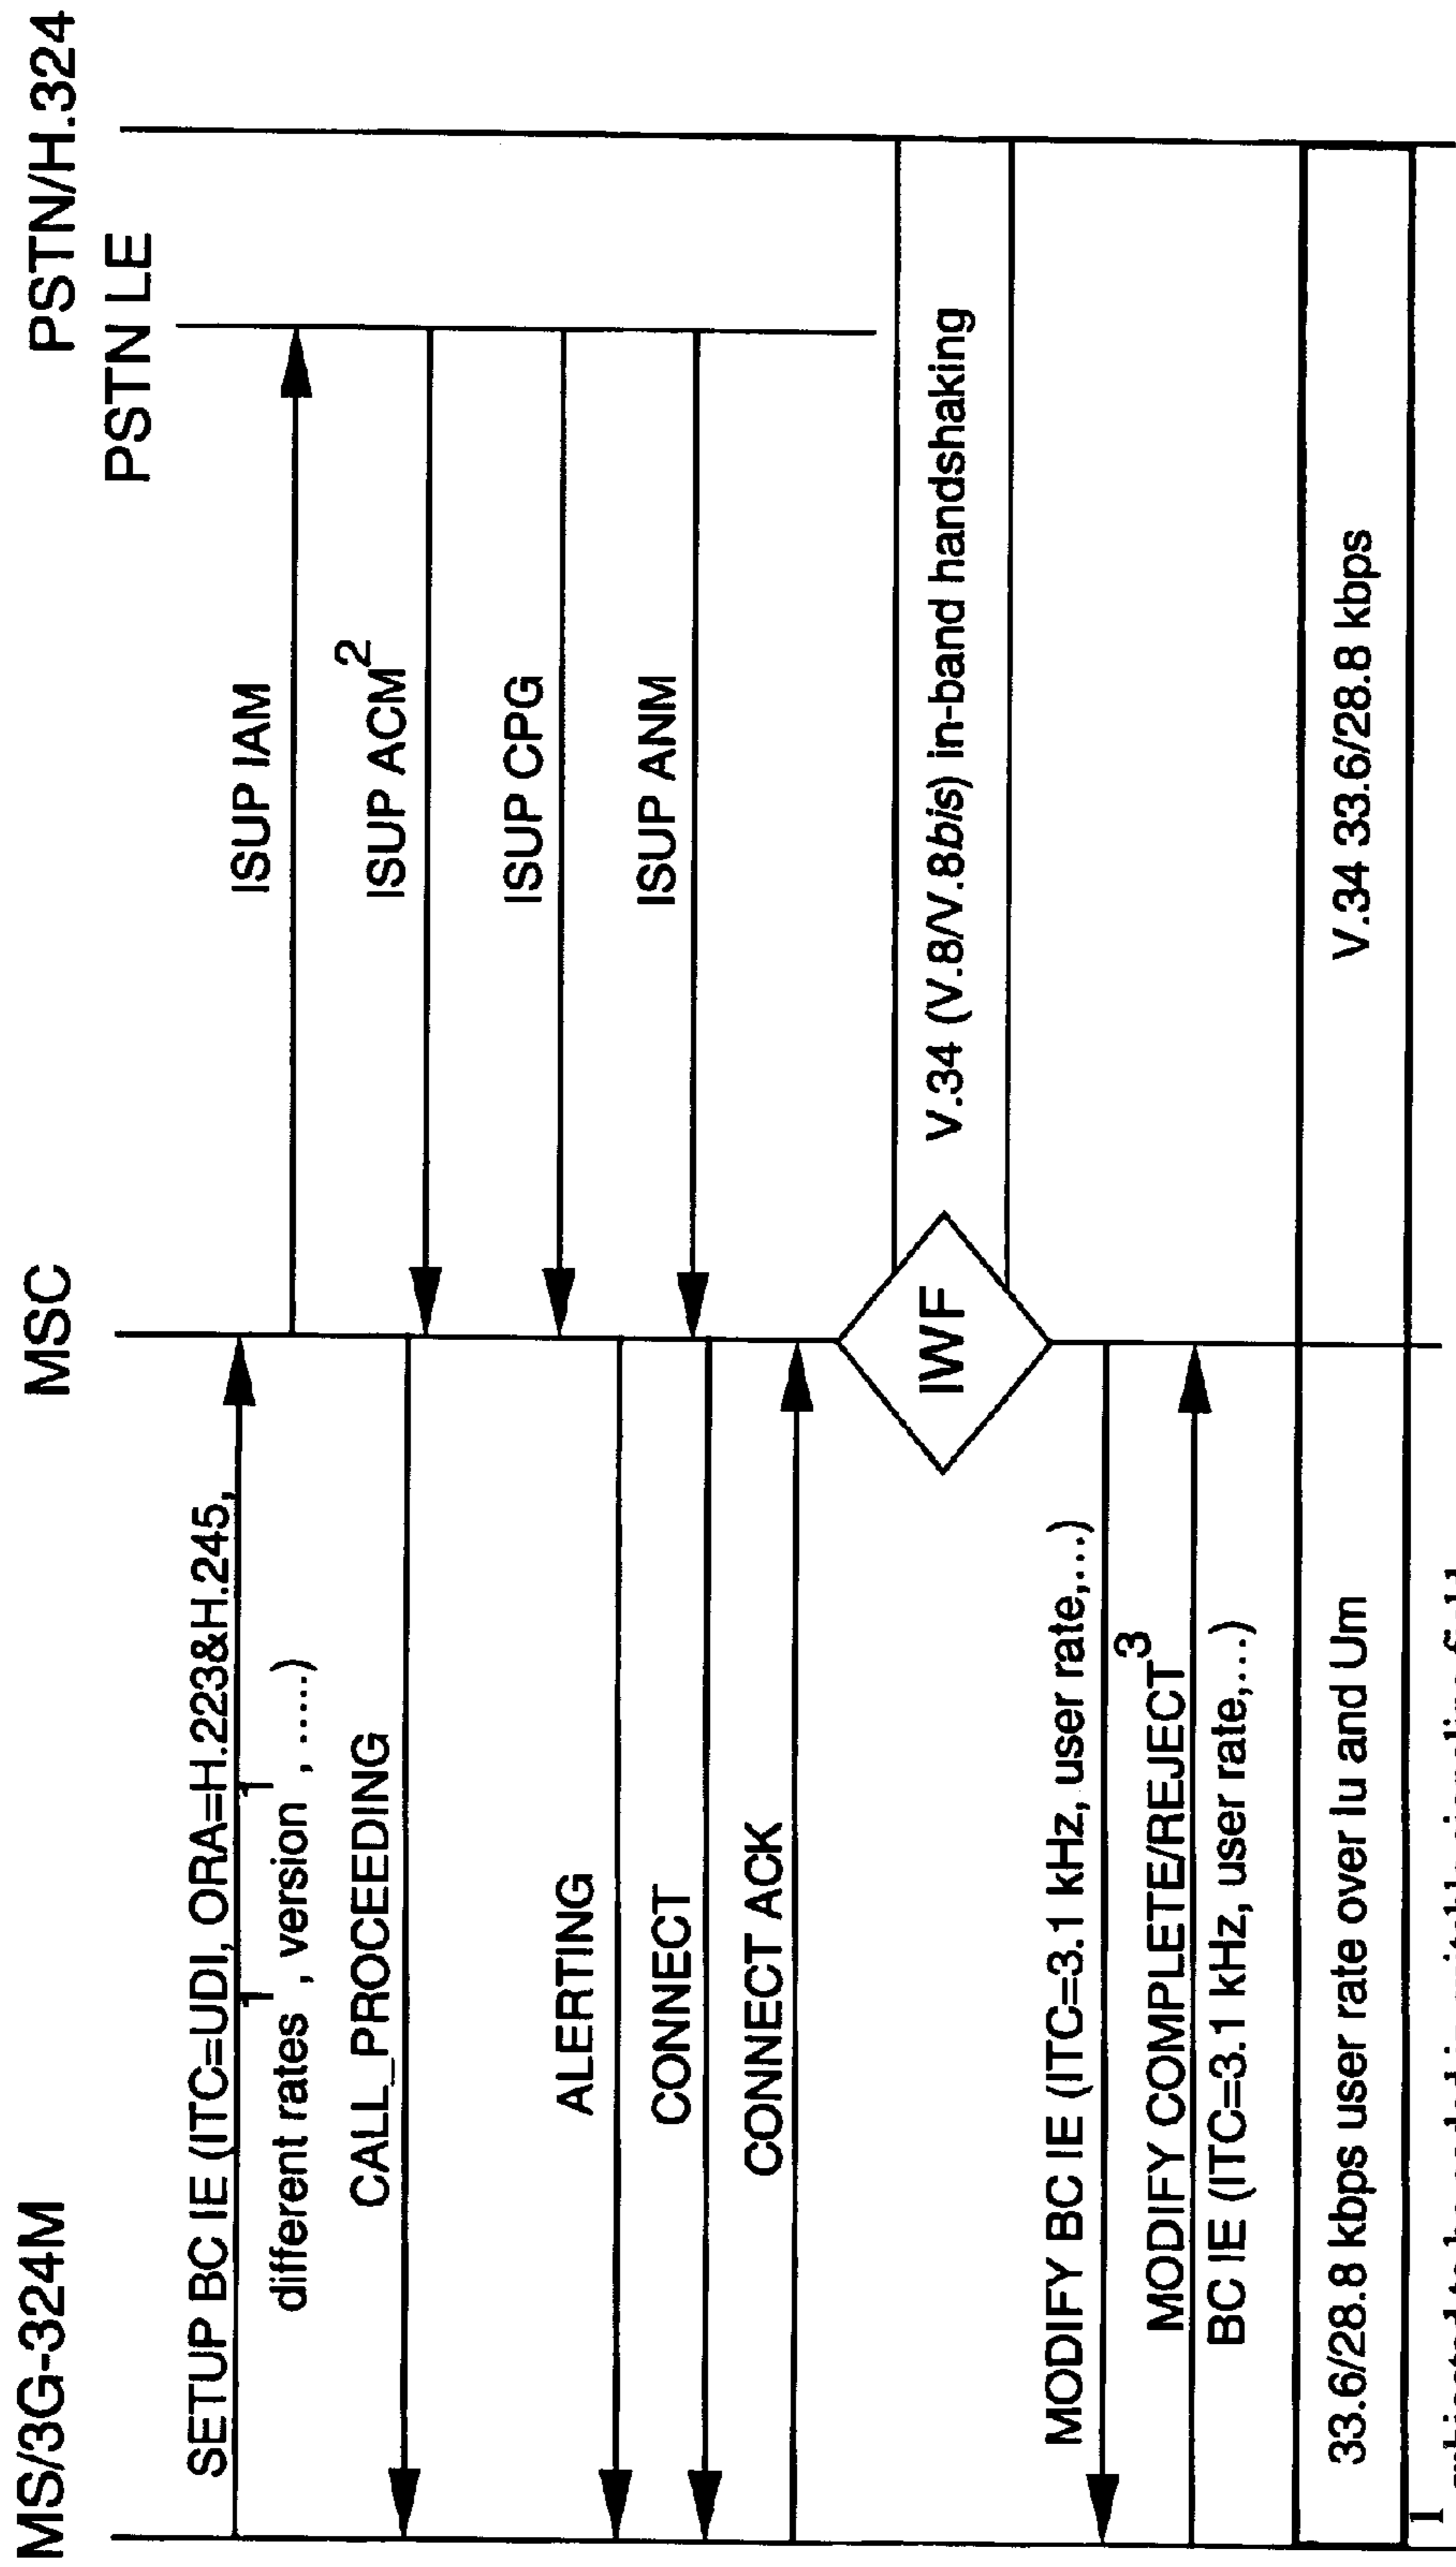 MS/3G-324M
MSC
PSTN/H.324
PSTN LE
SETUP BC IE (ITC=UDI, ORA=H.223&H.245,
different rates 1, version 1, .....)
ISUP IAM
CALL_PROCEEDING
ISUP ACM 2
ISUP CPG
ALERTING
ISUP ANM
CONNECT
CONNECT ACK
IWF
V.34 (V.8/V.8bis) in-band handshaking
MODIFY BC IE (ITC=3.1 kHz, user rate,...)
MODIFY COMPLETE/REJECT 3
BC IE (ITC=3.1 kHz, user rate,...)
33.6/28.8 kbps user rate over Iu and Um
V.34 33.6/28.8 kbps
1